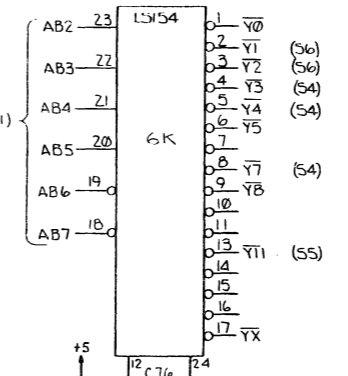 LS154
6K
AB2 23
AB3 22
AB4 21
AB5 20
AB6 19
AB7 18
1)
1 Y0
2 Y1 (S6)
3 Y2 (S6)
4 Y3 (S4)
5 Y4 (S4)
6 Y5
7
8 Y7 (S4)
9 Y8
10
11
13 Y11 (S5)
14
15
16
17 YX
+5
12
24
C76